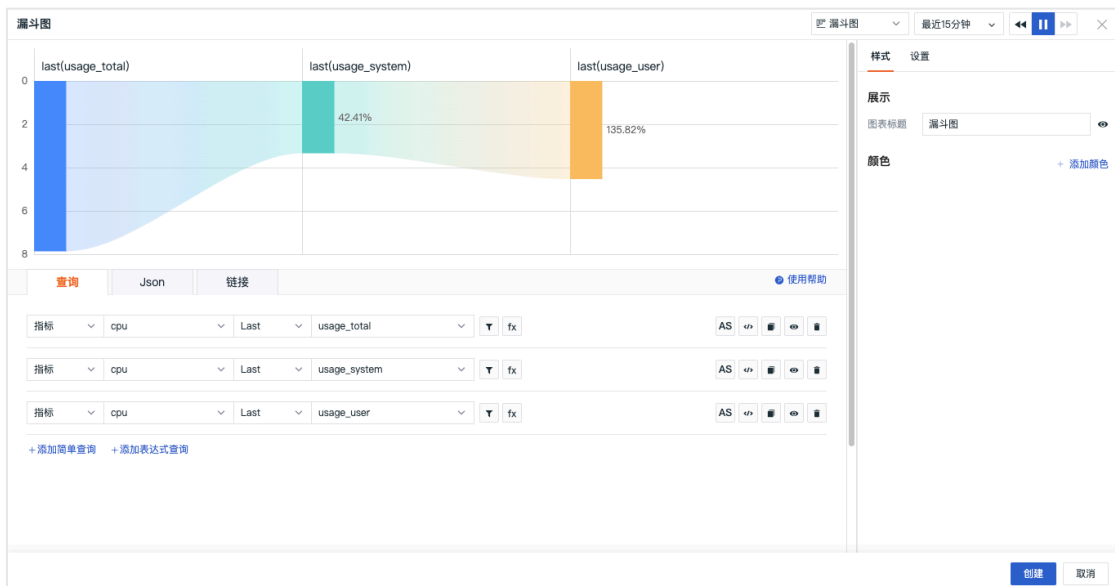 漏斗图 漏斗图 最近15分钟
样式 设置
last(usage_total) last(usage_system) last(usage_user)
0
展示
2 42.41% 135.82% 图表标题 漏斗图
4
颜色 + 添加颜色
6
8
查询 Json 链接 使用帮助
指标 cpu Last usage_total fx AS </>
指标 cpu Last usage_system fx AS </>
指标 cpu Last usage_user fx AS </>
+添加简单查询 +添加表达式查询
创建 取消